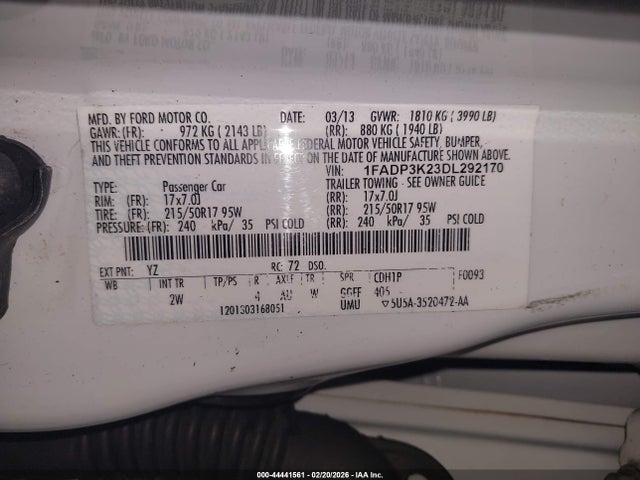 MFD. BY FORD MOTOR CO. DATE: 03/13 GVWR: 1810 KG ( 3990 LB)
GAWR: (FR): 972 KG ( 2143 LB) (RR): 880 KG ( 1940 LB)
THIS VEHICLE CONFORMS TO ALL APPLICABLE FEDERAL MOTOR VEHICLE SAFETY, BUMPER,
AND THEFT PREVENTION STANDARDS IN EFFECT ON THE DATE OF MANUFACTURE SHOWN ABOVE.
VIN: 1FADP3K23DL292170
TYPE: Passenger Car TRAILER TOWING - SEE OWNER GUIDE
RIM: (FR): 17x7.0J (RR): 17x7.0J
TIRE: (FR): 215/50R17 95W (RR): 215/50R17 95W
PRESSURE: (FR): 240 kPa/ 35 PSI COLD (RR): 240 kPa/ 35 PSI COLD
EXT PNT: YZ RC: 72 DSO:
WB INT TR TP/PS R AXLE TR SPR CDH1P F0093
2W 4 AU W GGFF 405
1201303168051 UMU ▽5U5A-3520472-AA
000-44441561 - 02/20/2026 - IAA Inc.